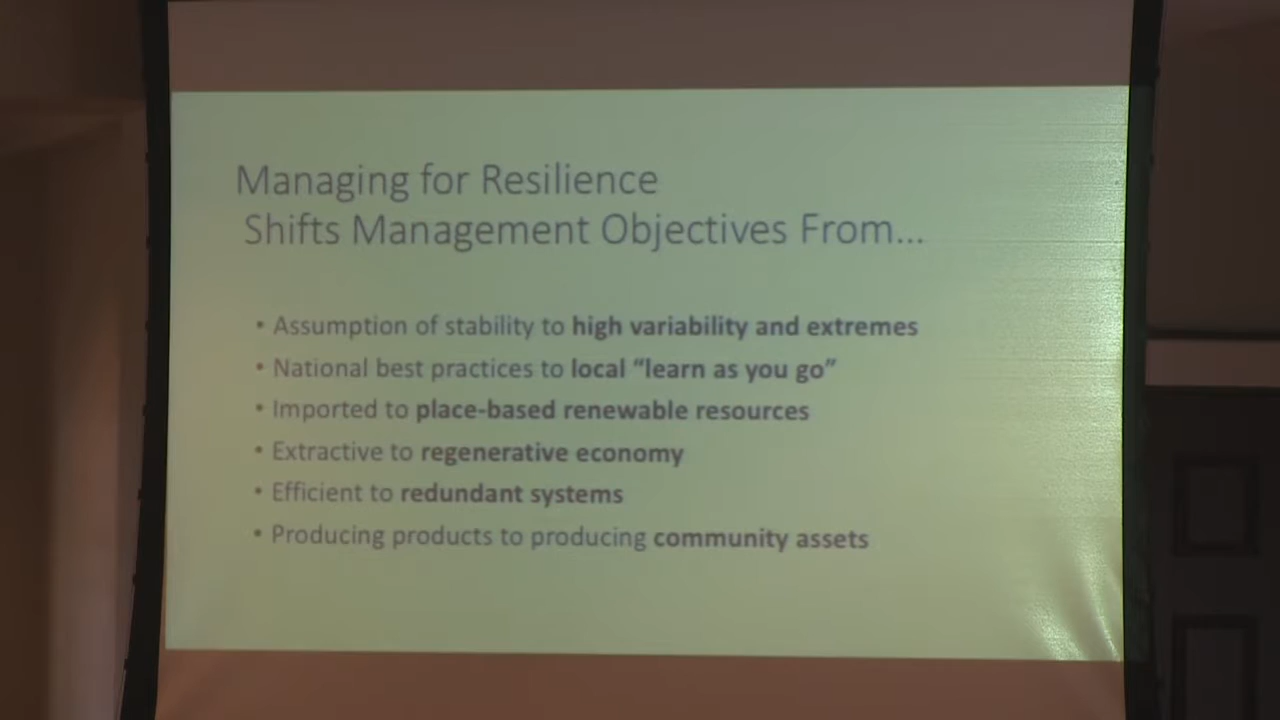 Managing for Resilience
Shifts Management Objectives From...
• Assumption of stability to high variability and extremes
• National best practices to local “learn as you go”
• Imported to place-based renewable resources
• Extractive to regenerative economy
• Efficient to redundant systems
• Producing products to producing community assets